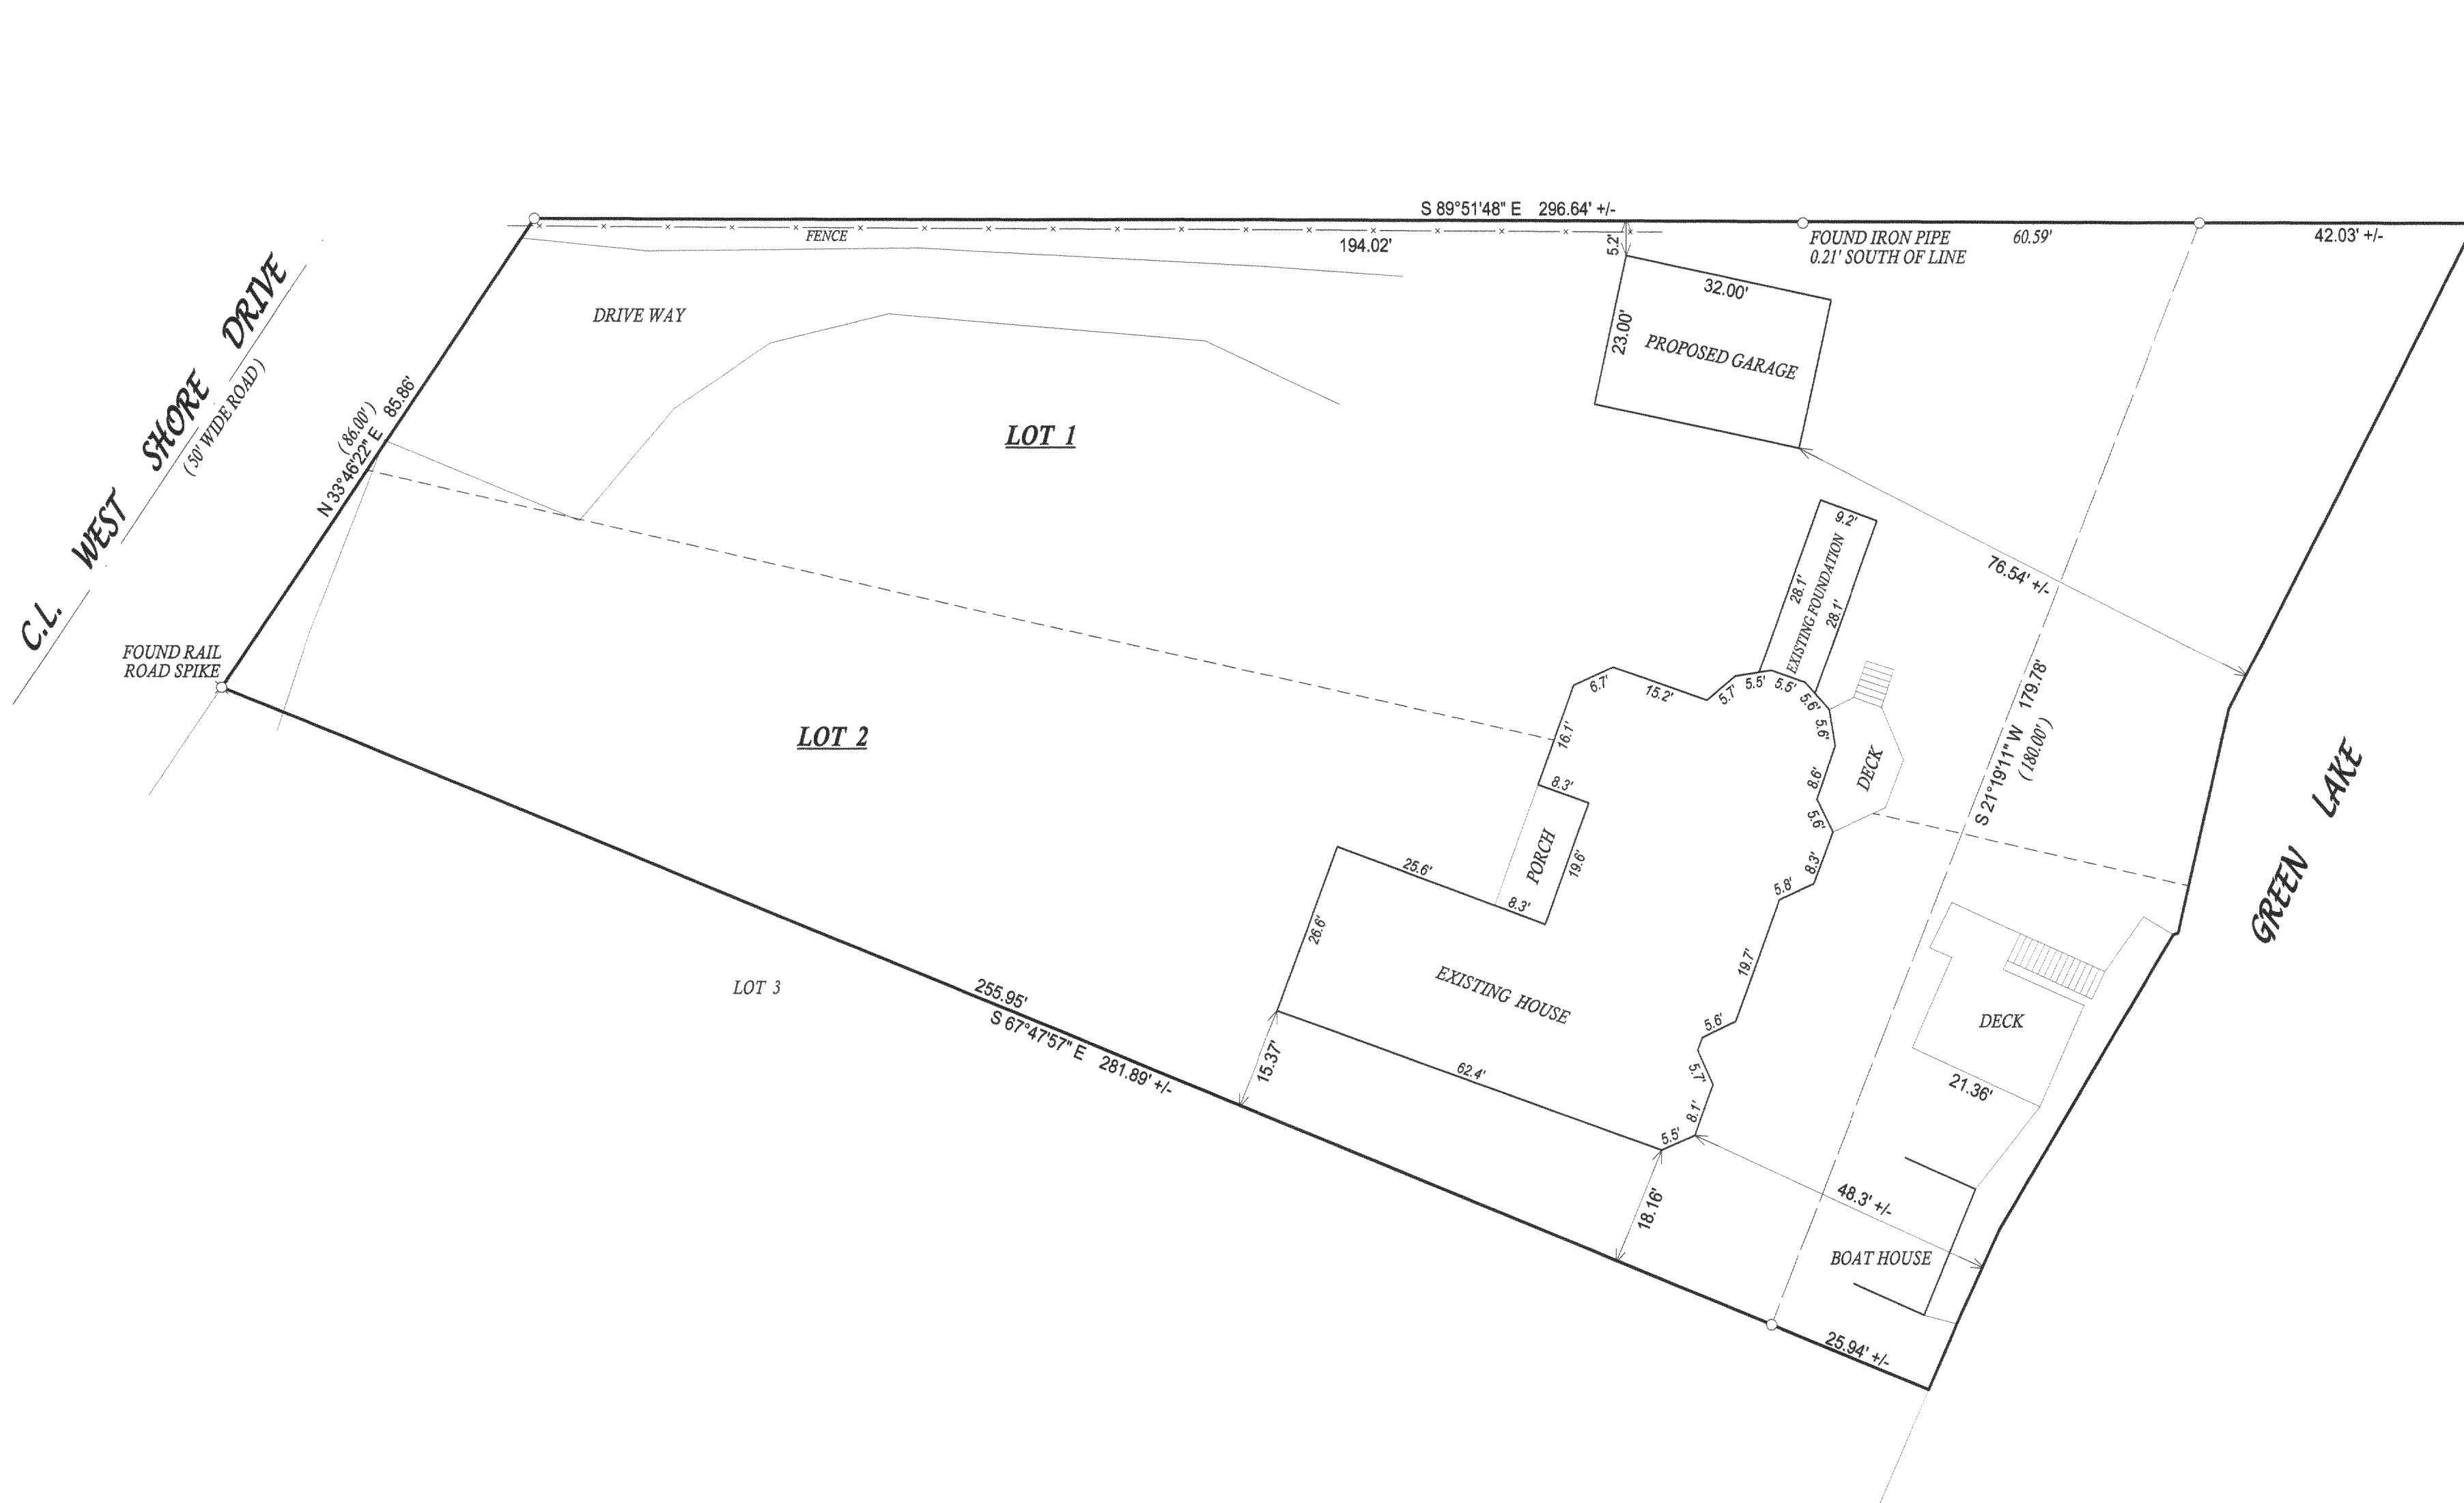 S 89°51'48" E 296.64' +/-
FENCE
194.02'
5.2'
FOUND IRON PIPE
0.21' SOUTH OF LINE
60.59'
42.03' +/-
32.00'
23.00'
PROPOSED GARAGE
DRIVE WAY
C.L. WEST SHORE DRIVE
( 50' WIDE ROAD )
( 86.00' )
N 33°46'22" E 85.86'
LOT 1
9.2'
28.1'
EXISTING FOUNDATION
28.1'
76.54' +/-
FOUND RAIL
ROAD SPIKE
LOT 2
6.7'
15.2'
5.7'
5.5'
5.5'
5.6'
5.6'
16.1'
8.3'
8.6'
5.6'
DECK
S 21°19'11" W 179.78'
( 180.00' )
GREEN LAKE
PORCH
19.6'
8.3'
25.6'
26.6'
8.3'
5.8'
19.7'
EXISTING HOUSE
LOT 3
255.95'
S 67°47'57" E 281.89' +/-
15.37'
62.4'
5.6'
5.7'
8.1'
5.5'
DECK
21.36'
18.16'
48.3' +/-
BOAT HOUSE
25.94' +/-